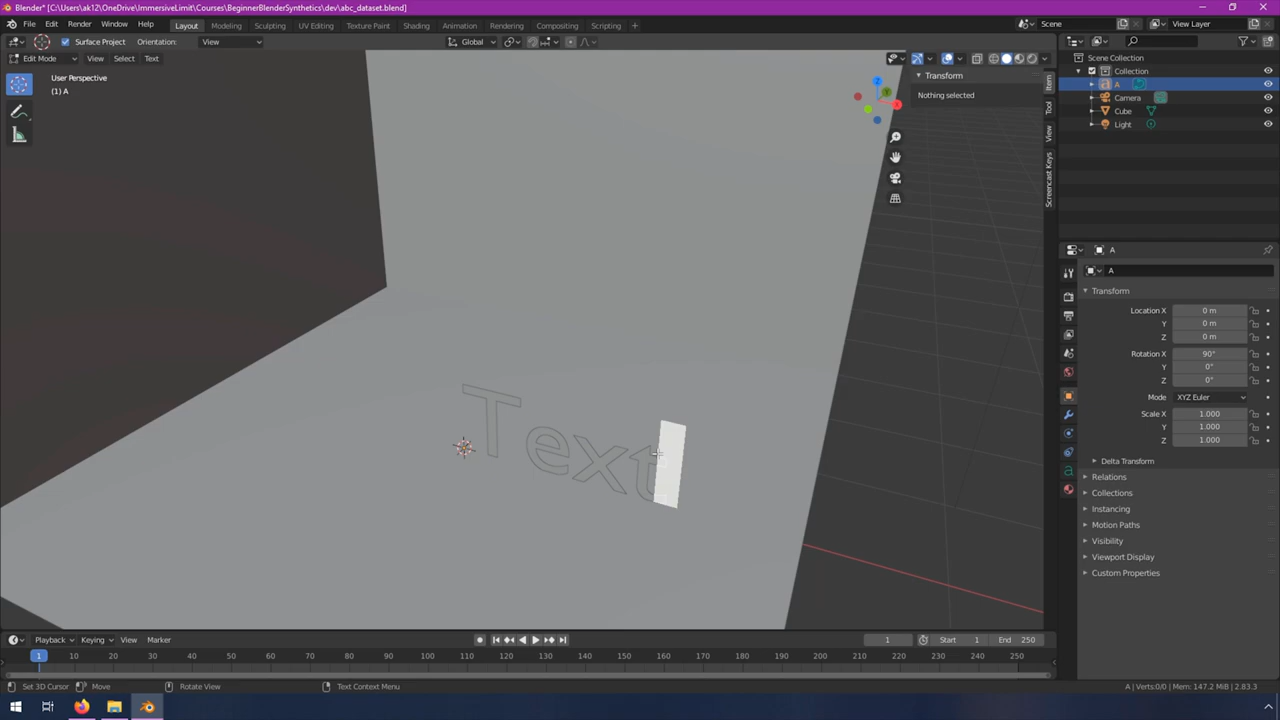 Blender* [C:\Users\ak12\OneDrive\ImmersiveLimit\Courses\BeginnerBlenderSynthetics\dev\abc_dataset.blend]
File Edit Render Window Help Layout Modeling Sculpting UV Editing Texture Paint Shading Animation Rendering Compositing Scripting + Scene View Layer
Surface Project Orientation: View Global
Edit Mode View Select Text
User Perspective
(1) A
Text
Transform
Nothing selected
Item
Tool
View
Screencast Keys
Scene Collection
Collection
A
Camera
Cube
Light
A
A
Transform
Location X 0 m
Y 0 m
Z 0 m
Rotation X 90°
Y 0°
Z 0°
Mode XYZ Euler
Scale X 1.000
Y 1.000
Z 1.000
Delta Transform
Relations
Collections
Instancing
Motion Paths
Visibility
Viewport Display
Custom Properties
Playback Keying View Marker 1 Start 1 End 250
1 10 20 30 40 50 60 70 80 90 100 110 120 130 140 150 160 170 180 190 200 210 220 230 240 250
Set 3D Cursor Move Rotate View Text Context Menu A | Verts:0/0 | Mem: 147.2 MiB | 2.83.3